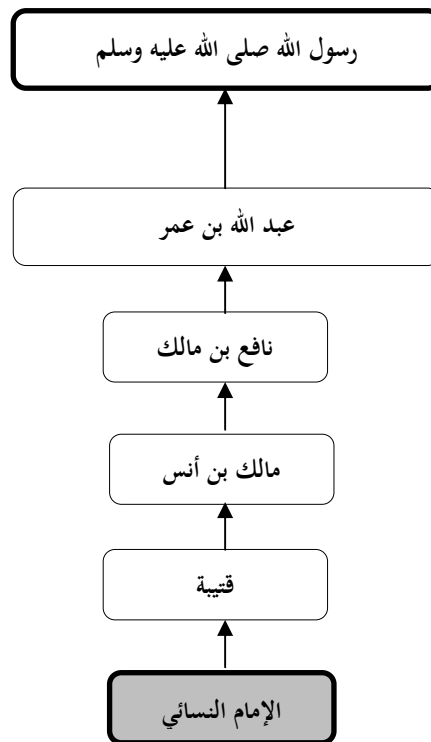 رسول الله صلى الله عليه وسلم
عبد الله بن عمر
نافع بن مالك
مالك بن أنس
قتيبة
الإمام النسائي